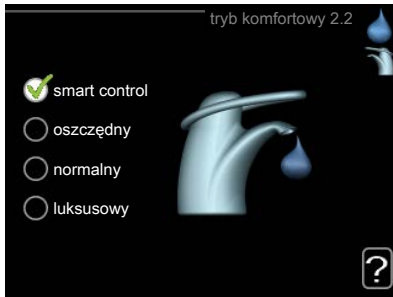 tryb komfortowy 2.2
smart control
oszczędny
normalny
luksusowy
?